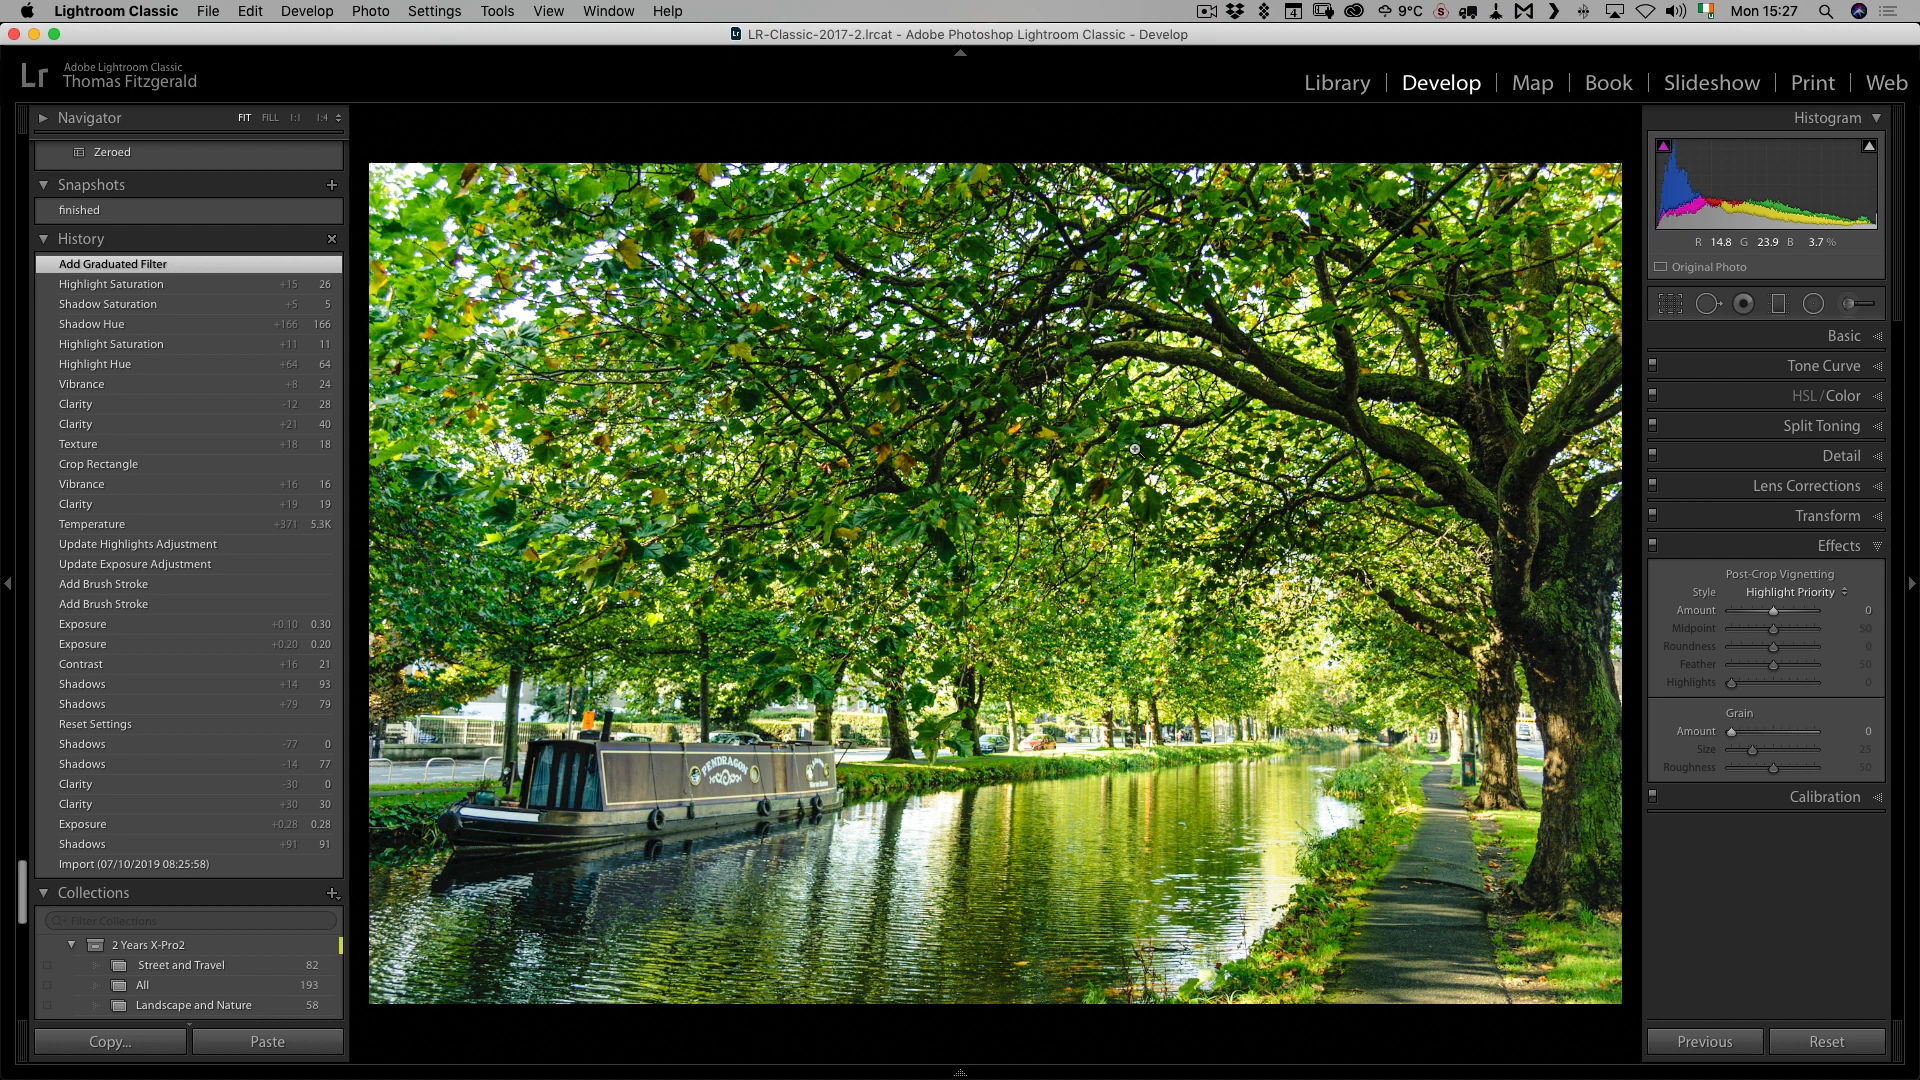 Lightroom Classic File Edit Develop Photo Settings Tools View Window Help 4 9°C S Mon 15:27
Lr LR-Classic-2017-2.lrcat - Adobe Photoshop Lightroom Classic - Develop
Lr Adobe Lightroom Classic
Thomas Fitzgerald
Library Develop Map Book Slideshow Print Web
Navigator FIT FILL 1:1 1:4
Zeroed
Snapshots +
finished
History
Add Graduated Filter
Highlight Saturation +15 26
Shadow Saturation +5 5
Shadow Hue +166 166
Highlight Saturation +11 11
Highlight Hue +64 64
Vibrance +8 24
Clarity -12 28
Clarity +21 40
Texture +18 18
Crop Rectangle
Vibrance +16 16
Clarity +19 19
Temperature +371 5.3K
Update Highlights Adjustment
Update Exposure Adjustment
Add Brush Stroke
Add Brush Stroke
Exposure +0.10 0.30
Exposure +0.20 0.20
Contrast +16 21
Shadows +14 93
Shadows +79 79
Reset Settings
Shadows -77 0
Shadows -14 77
Clarity -30 0
Clarity +30 30
Exposure +0.28 0.28
Shadows +91 91
Import (07/10/2019 08:25:58)
Collections +
Filter Collections
2 Years X-Pro2
Street and Travel 82
All 193
Landscape and Nature 58
Copy... Paste
PENDRAGON
Histogram
R 14.8 G 23.9 B 3.7 %
Original Photo
Basic
Tone Curve
HSL / Color
Split Toning
Detail
Lens Corrections
Transform
Effects
Post-Crop Vignetting
Style Highlight Priority
Amount 0
Midpoint 50
Roundness 0
Feather 50
Highlights 0
Grain
Amount 0
Size 25
Roughness 50
Calibration
Previous Reset